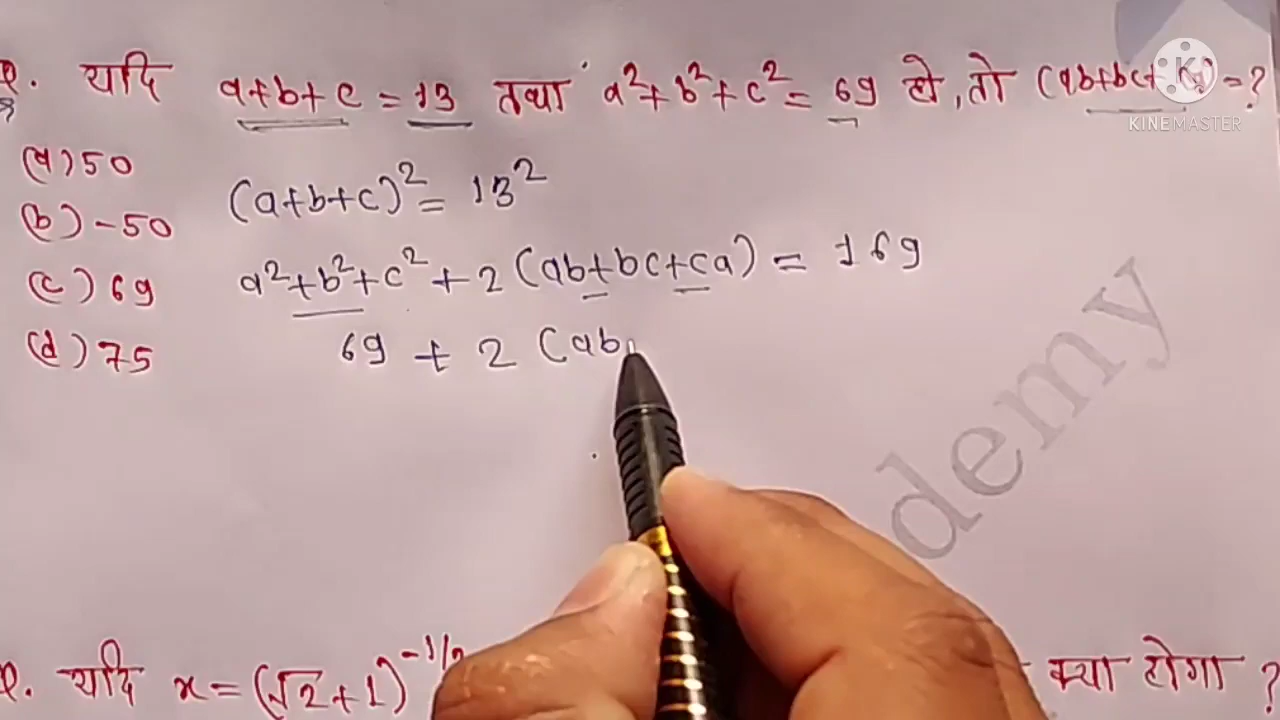 Q. यदि a+b+c = 13 तथा a²+b²+c² = 69 हो, तो (ab+bc+ = ?
KINEMASTER
(a) 50
(b) -50
(c) 69
(d) 75
(a+b+c)² = 13²
a²+b²+c² + 2 (ab+bc+ca) = 169
69 + 2 (ab
demy
Q. यदि x = (√2+1)^-1/2 क्या होगा ?